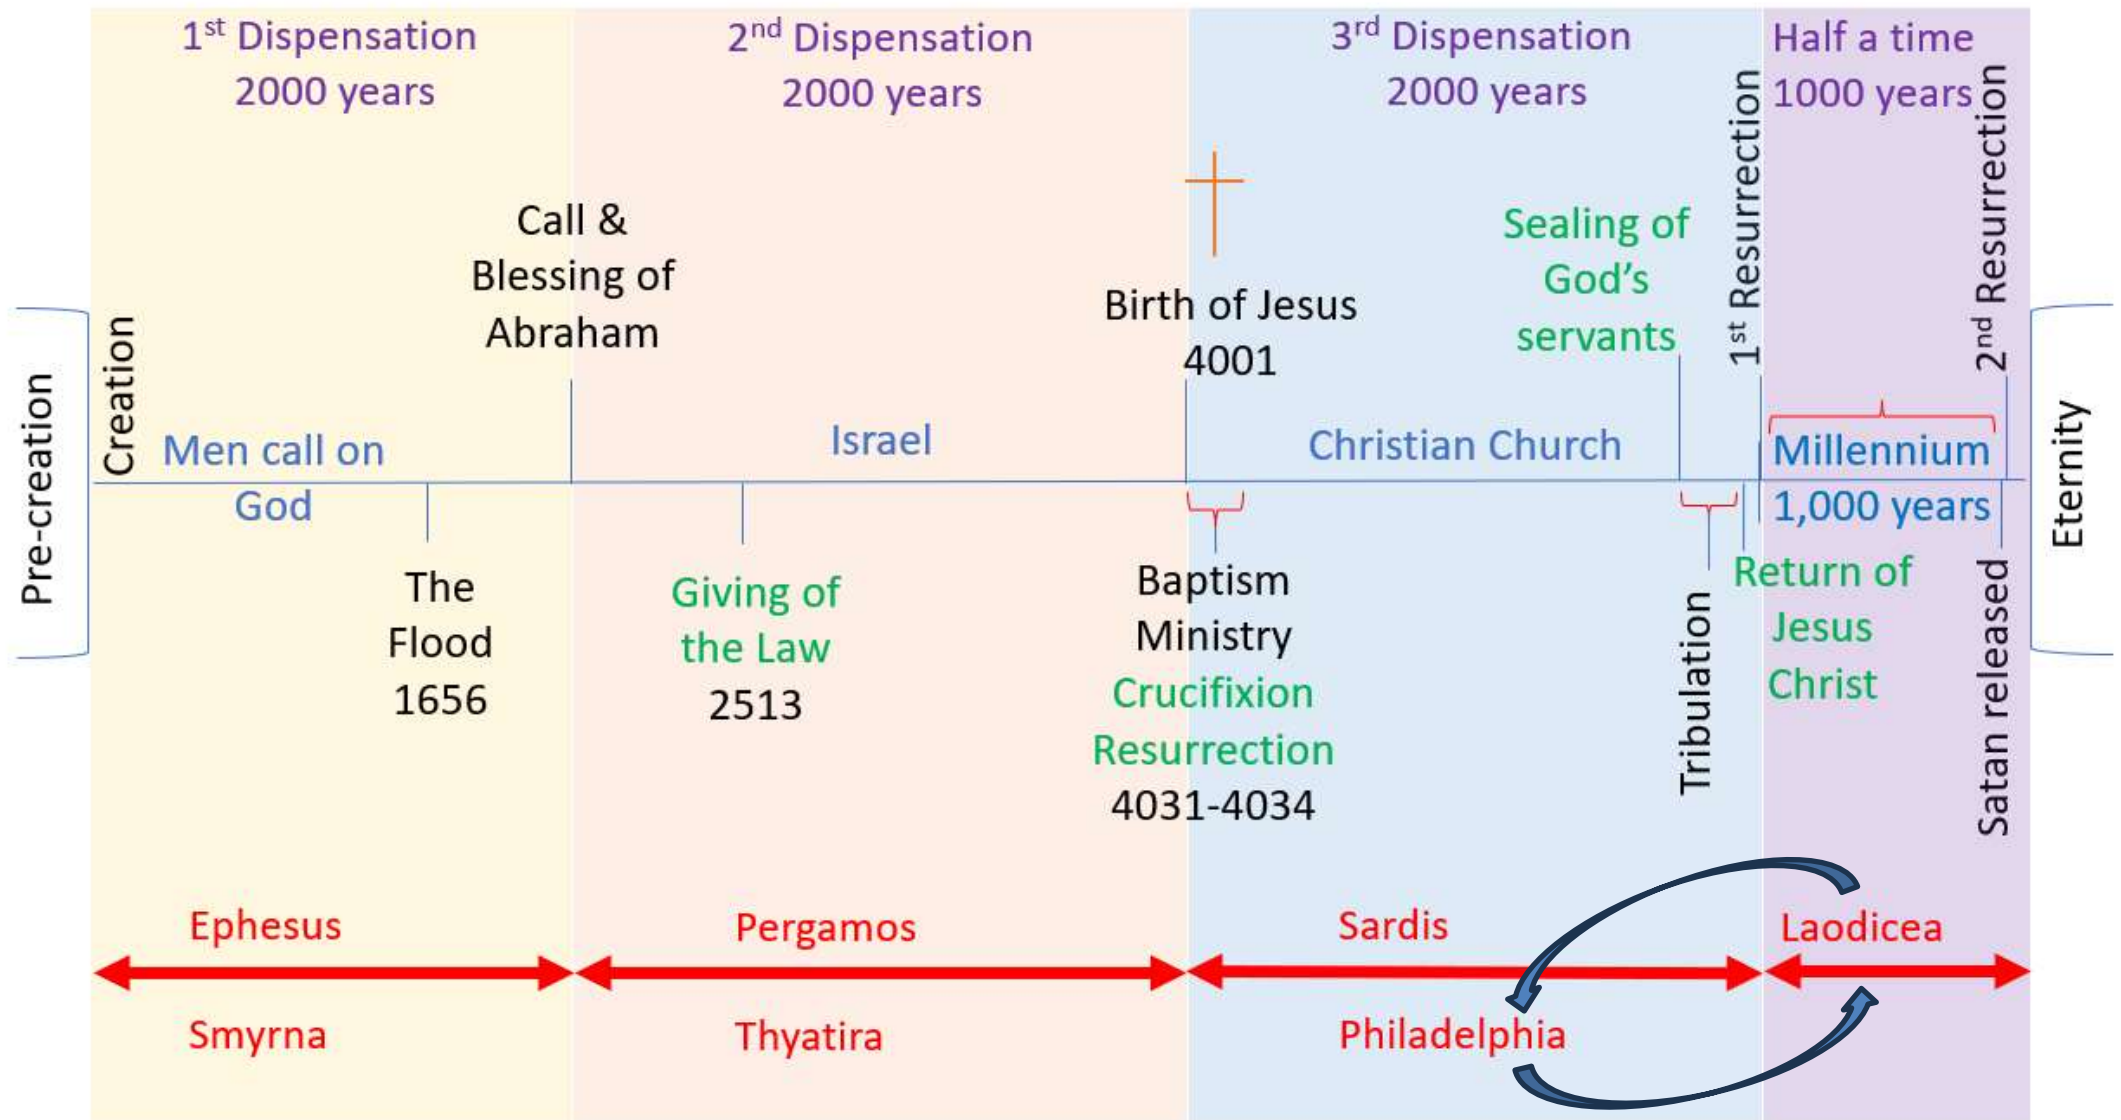 1st Dispensation
2000 years
2nd Dispensation
2000 years
3rd Dispensation
2000 years
Half a time
1000 years
Call &
Blessing of
Abraham
Birth of Jesus
4001
Sealing of
God's
servants
1st Resurrection
2nd Resurrection
Pre-creation
Creation
Men call on
God
Israel
Christian Church
Millennium
1,000 years
Eternity
The
Flood
1656
Giving of
the Law
2513
Baptism
Ministry
Crucifixion
Resurrection
4031-4034
Tribulation
Return of
Jesus
Christ
Satan released
Ephesus
Pergamos
Sardis
Laodicea
Smyrna
Thyatira
Philadelphia